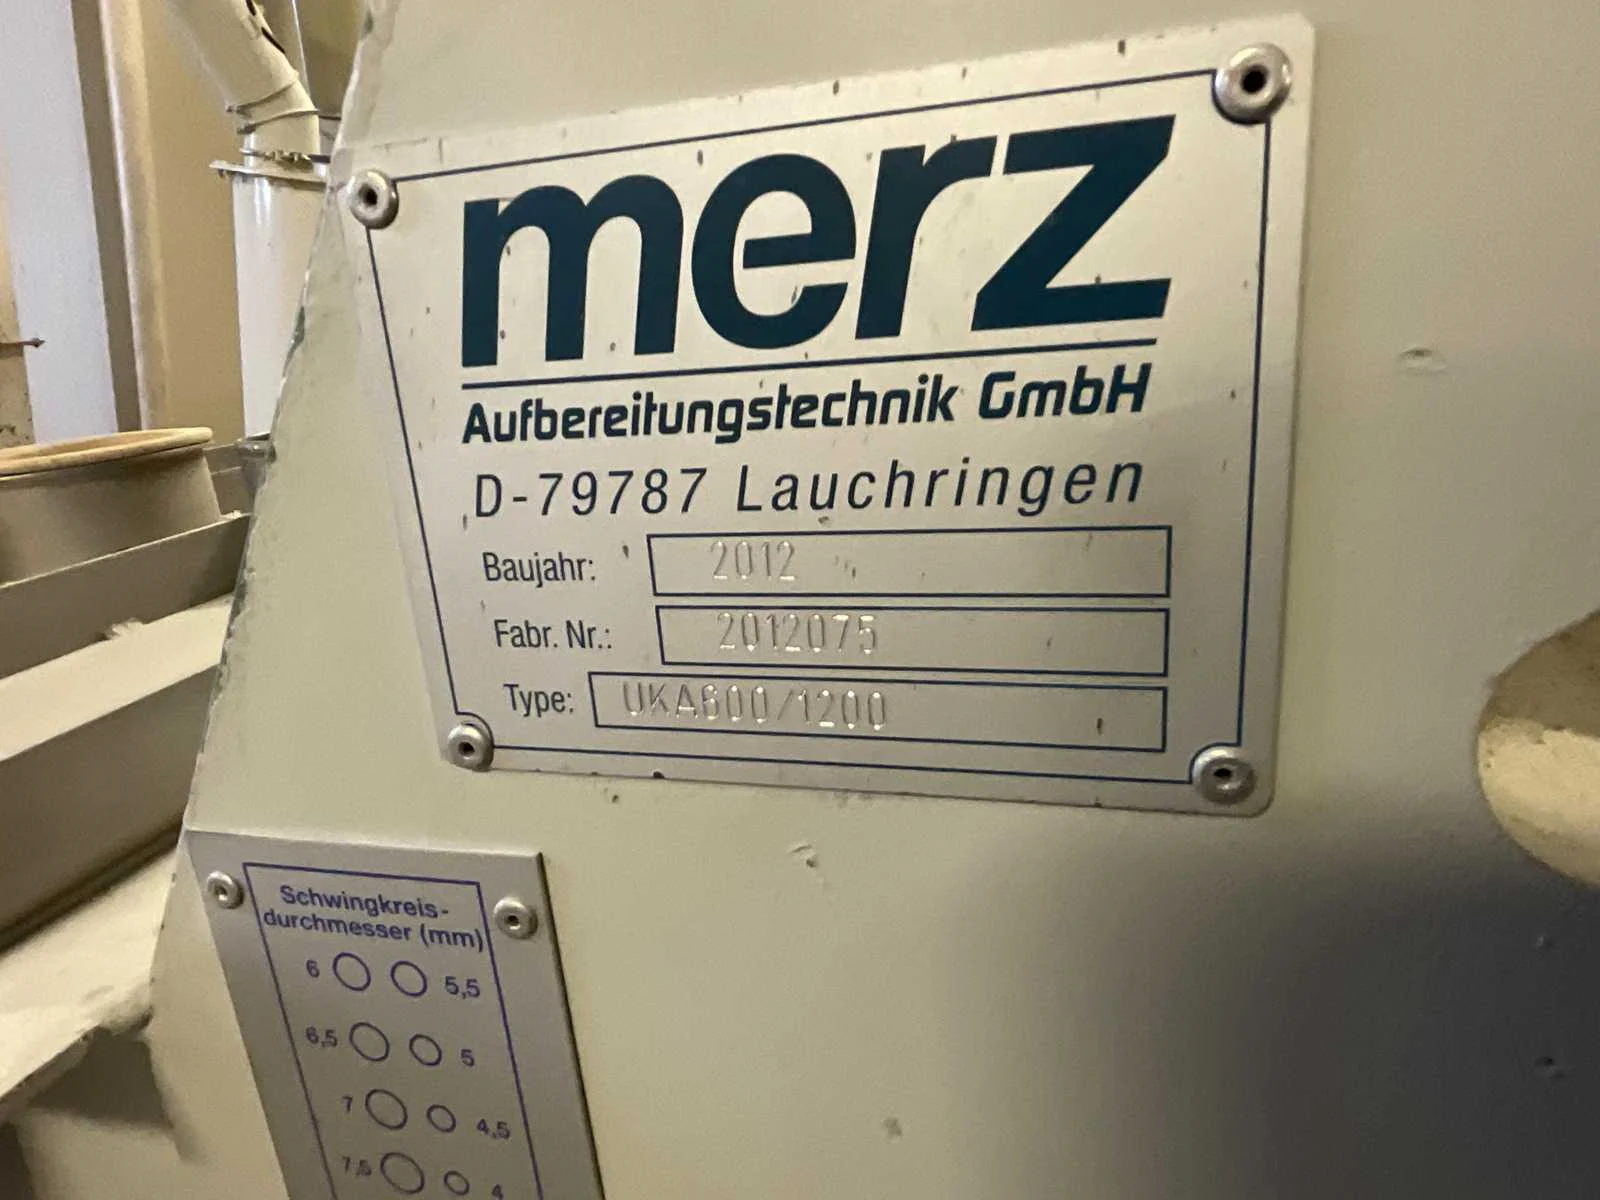 merz
Aufbereitungstechnik GmbH
D-79787 Lauchringen
Baujahr: 2012
Fabr. Nr.: 2012075
Type: UKA600/1200
Schwingkreis-
durchmesser (mm)
6 5,5
6,5 5
7 4,5
7,5 4